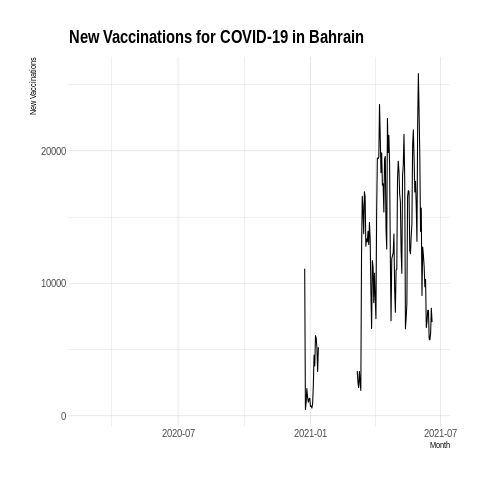 New Vaccinations for COVID-19 in Bahrain
New Vaccinations
20000
10000
0
2020-07
2021-01
2021-07
Month